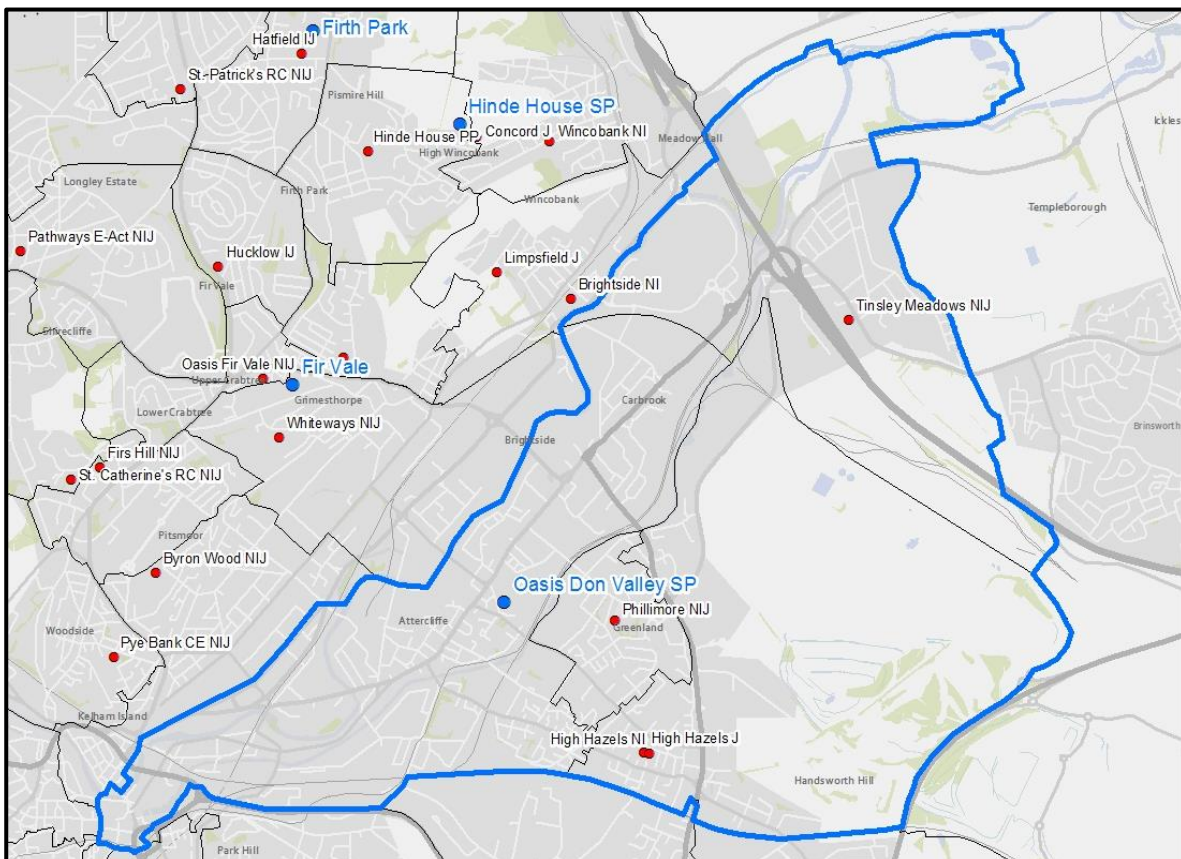 Firth Park
Hatfield IJ
St. Patrick's RC NIJ
Pismire Hill
Hinde House SP
Hinde House PP
Concord J
Wincobank NI
High Wincobank
Meadow Hall
Ickles
Longley Estate
Firth Park
Wincobank
Templeborough
Pathways E-Act NIJ
Hucklow IJ
Fir Vale
Limpsfield J
Brightside NI
Tinsley Meadows NIJ
Shirecliffe
Oasis Fir Vale NIJ
Fir Vale
Upper Crabtree
Grimesthorpe
Carbrook
Lower Crabtree
Brinsworth
Whiteways NIJ
Brightside
Firs Hill NIJ
St. Catherine's RC NIJ
Pitsmoor
Byron Wood NIJ
Oasis Don Valley SP
Phillimore NIJ
Greenland
Attercliffe
Woodside
Pye Bank CE NIJ
Kelham Island
High Hazels NI
High Hazels J
Handsworth Hill
Park Hill